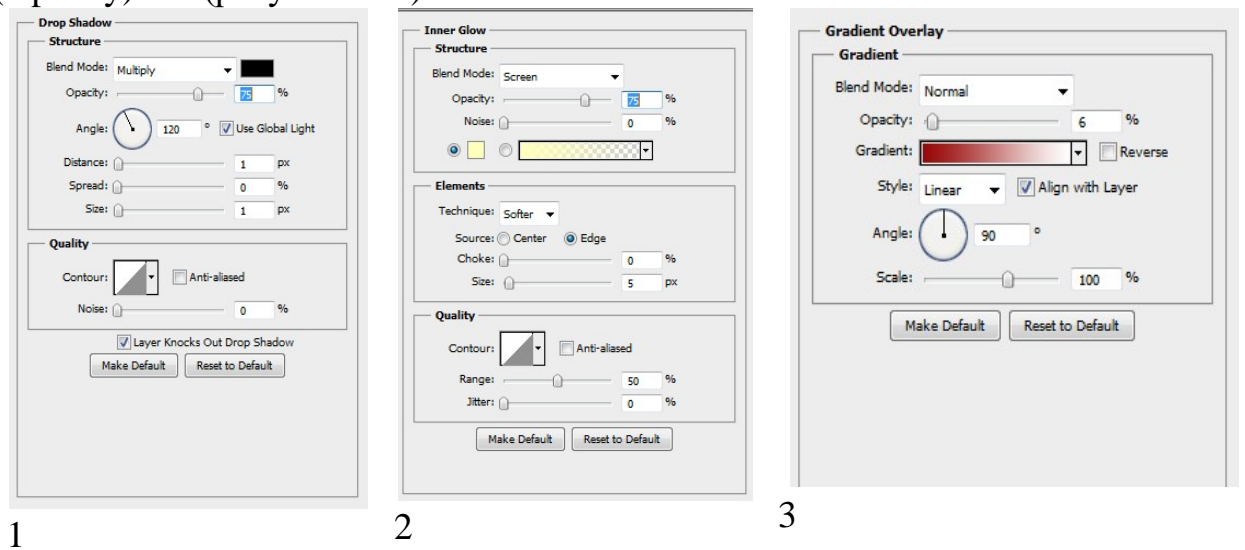 Drop Shadow
Structure
Blend Mode: Multiply
Opacity: 75 %
Angle: 120 ° Use Global Light
Distance: 1 px
Spread: 0 %
Size: 1 px
Quality
Contour: Anti-aliased
Noise: 0 %
Layer Knocks Out Drop Shadow
Make Default Reset to Default
1
Inner Glow
Structure
Blend Mode: Screen
Opacity: 75 %
Noise: 0 %
Elements
Technique: Softer
Source: Center Edge
Choke: 0 %
Size: 5 px
Quality
Contour: Anti-aliased
Range: 50 %
Jitter: 0 %
Make Default Reset to Default
2
Gradient Overlay
Gradient
Blend Mode: Normal
Opacity: 6 %
Gradient: Reverse
Style: Linear Align with Layer
Angle: 90 °
Scale: 100 %
Make Default Reset to Default
3